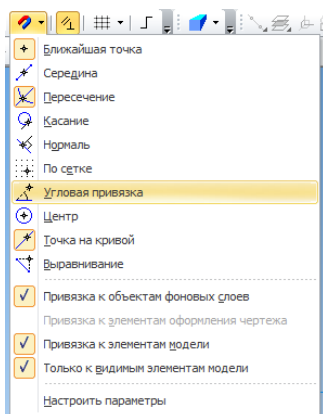 Ближайшая точка
Середина
Пересечение
Касание
Нормаль
По сетке
Угловая привязка
Центр
Точка на кривой
Выравнивание
Привязка к объектам фоновых слоев
Привязка к элементам оформления чертежа
Привязка к элементам модели
Только к видимым элементам модели
Настроить параметры